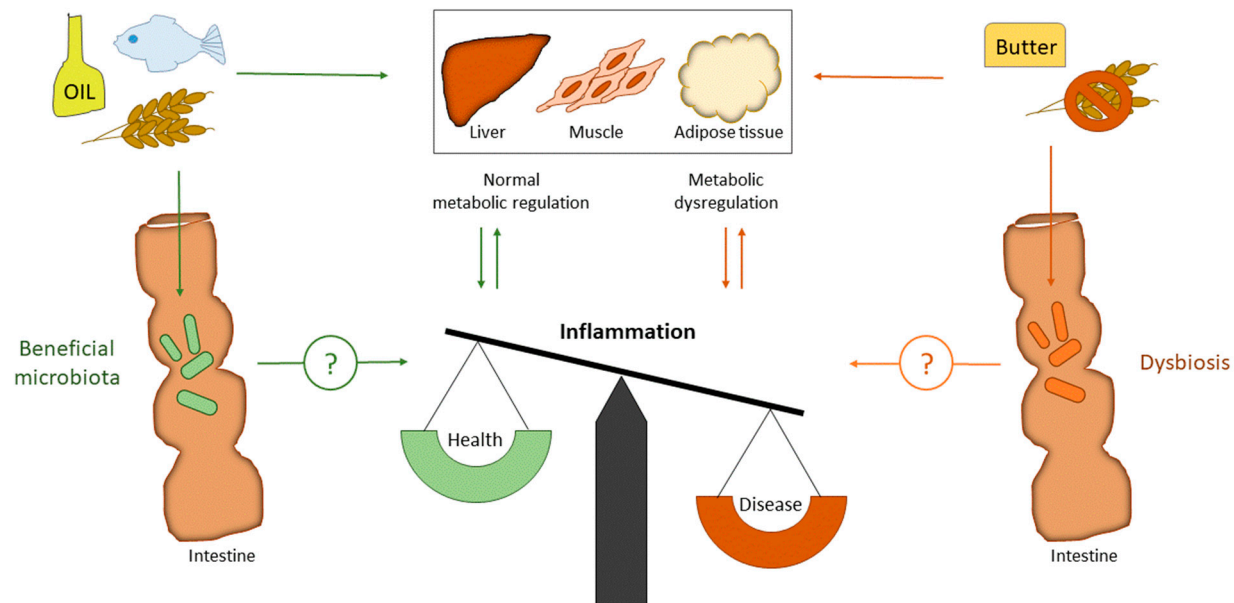 OIL
Butter
Liver
Muscle
Adipose tissue
Normal
metabolic regulation
Metabolic
dysregulation
Inflammation
Beneficial
microbiota
?
?
Dysbiosis
Health
Disease
Intestine
Intestine